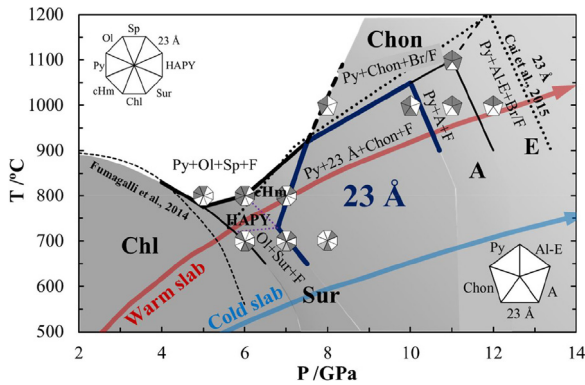 1200
1100
1000
900
800
700
600
500
T /°C
2
4
6
8
10
12
14
P /GPa
Sp
Ol
23 Å
Py
HAPY
cHm
Sur
Chl
Chon
Py+Chon+Br/F
Py+Al-E+Br/F
23 Å
Cai et al., 2015
Py+A+F
Py+23 Å+Chon+F
Py+Ol+Sp+F
Fumagalli et al., 2014
cHm
HAPY
Ol+Sur+F
Chl
Sur
23 Å
A
E
Warm slab
Cold slab
Py
Al-E
Chon
A
23 Å